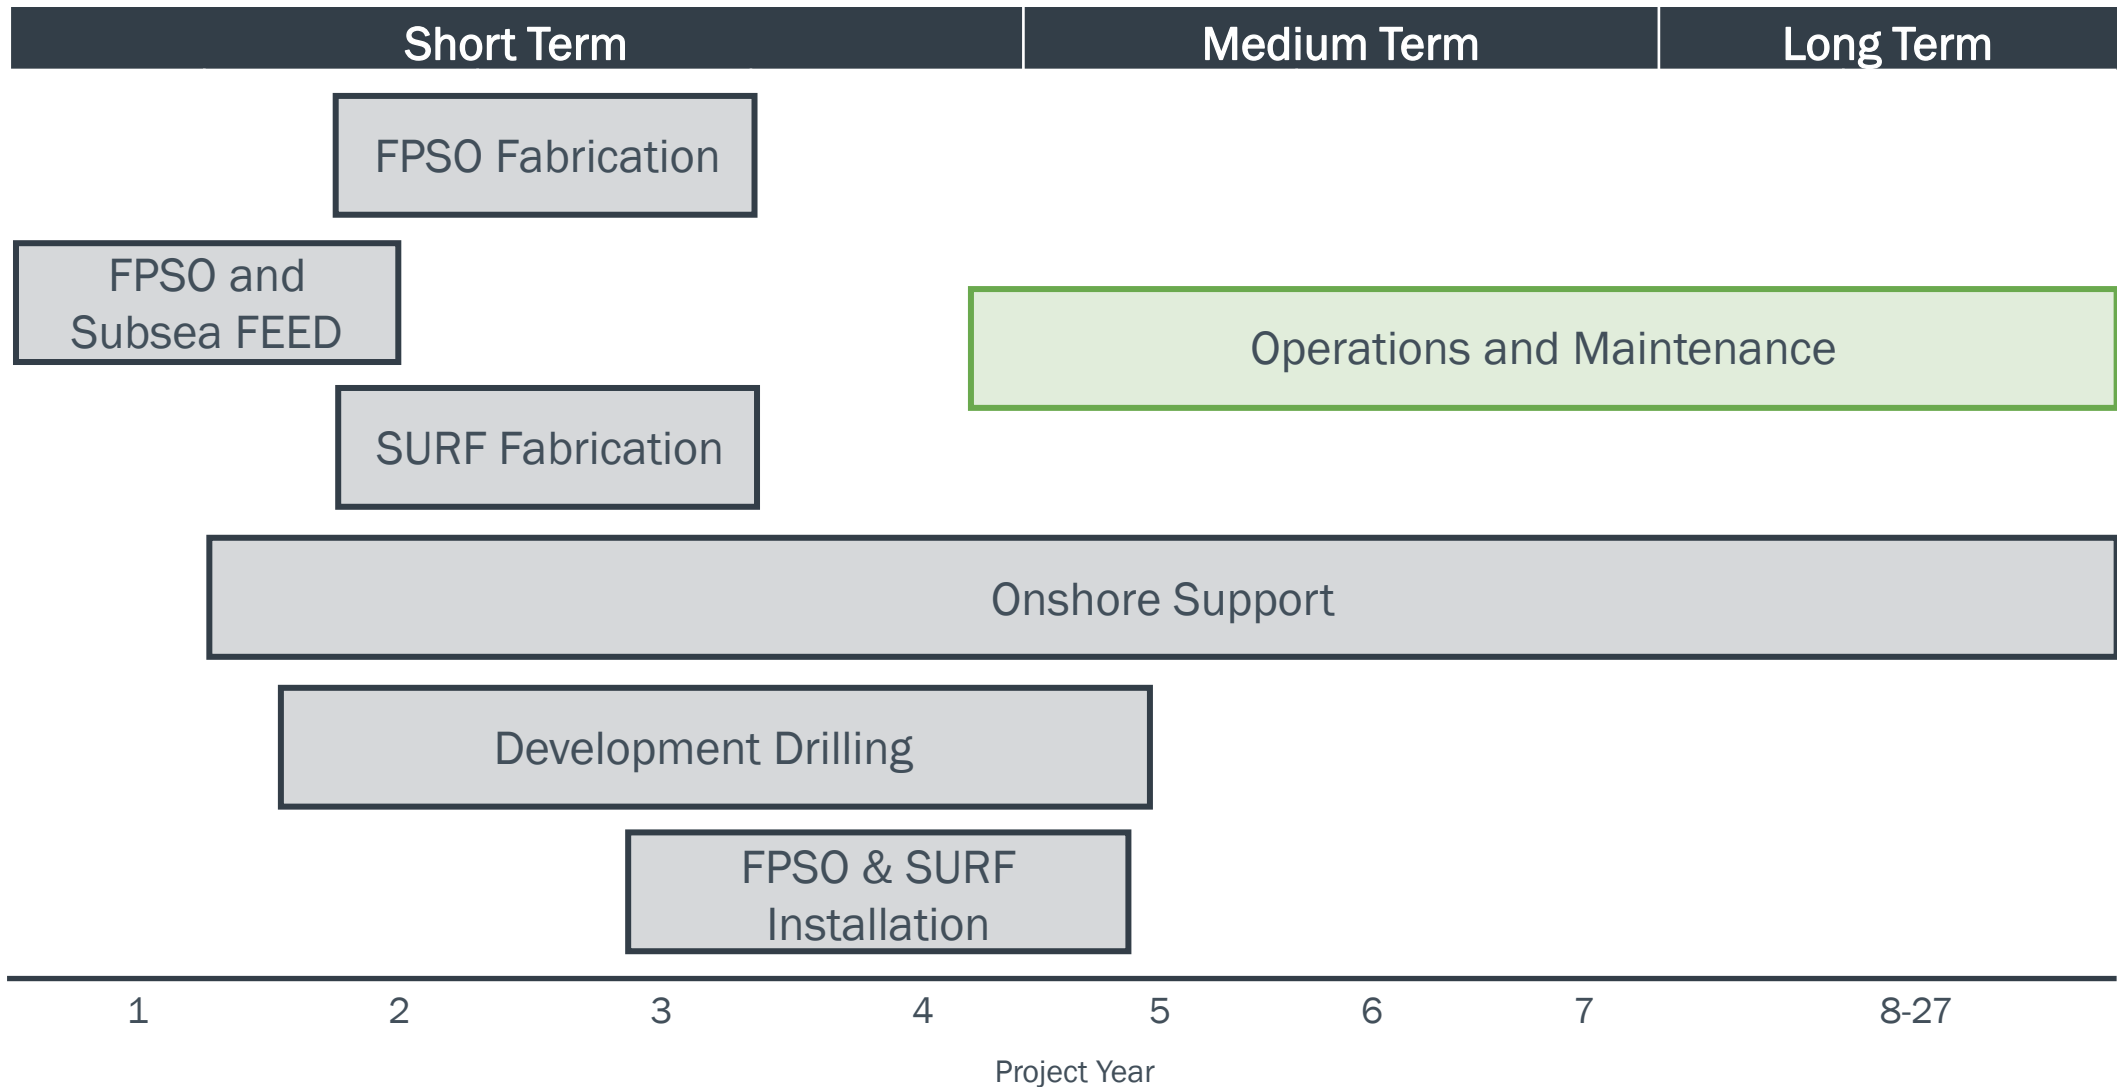 Short Term
Medium Term
Long Term
FPSO Fabrication
FPSO and
Subsea FEED
Operations and Maintenance
SURF Fabrication
Onshore Support
Development Drilling
FPSO & SURF
Installation
1 2 3 4 5 6 7 8-27
Project Year